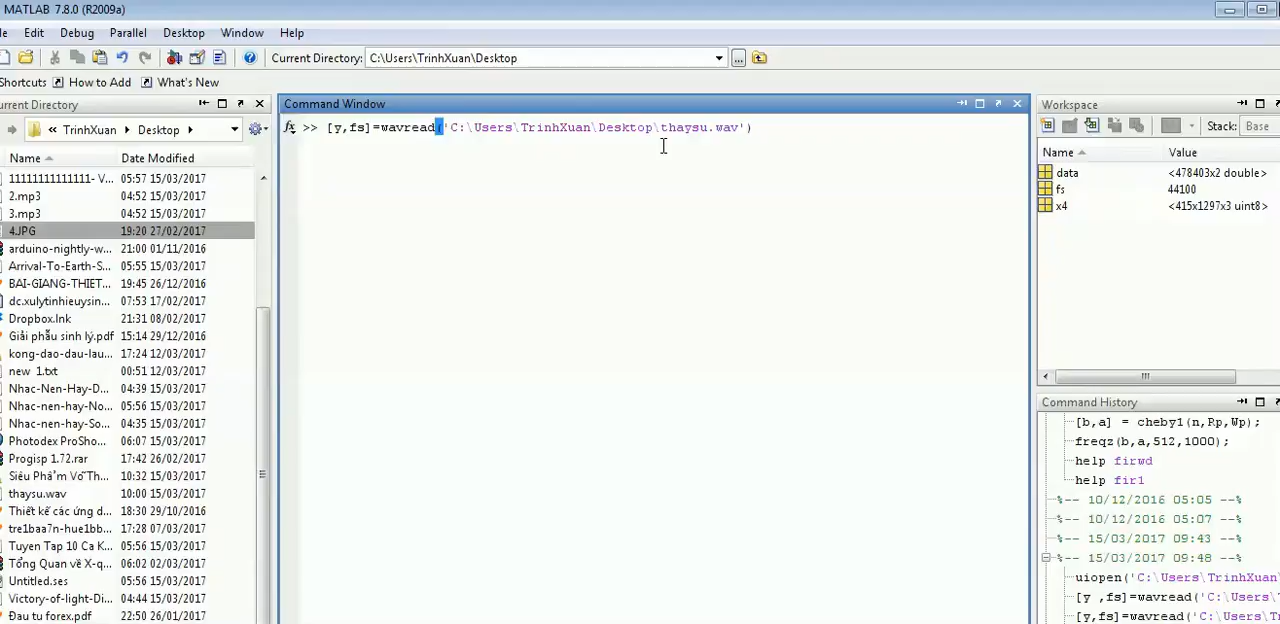 MATLAB 7.8.0 (R2009a)
le Edit Debug Parallel Desktop Window Help
Current Directory: C:\Users\TrinhXuan\Desktop ...
Shortcuts How to Add What's New
urrent Directory
« TrinhXuan Desktop
Name Date Modified
11111111111111- V... 05:57 15/03/2017
2.mp3 04:52 15/03/2017
3.mp3 04:52 15/03/2017
4.JPG 19:20 27/02/2017
arduino-nightly-w... 21:00 01/11/2016
Arrival-To-Earth-S... 05:55 15/03/2017
BAI-GIANG-THIET... 19:45 26/12/2016
dc.xulytinhieuysin... 07:53 17/02/2017
Dropbox.lnk 21:31 08/02/2017
Giải phẫu sinh lý.pdf 15:14 29/12/2016
kong-dao-dau-lau... 17:24 12/03/2017
new 1.txt 00:51 12/03/2017
Nhac-Nen-Hay-D... 04:39 15/03/2017
Nhac-nen-hay-No... 05:56 15/03/2017
Nhac-nen-hay-So... 04:35 15/03/2017
Photodex ProSho... 06:07 15/03/2017
Progisp 1.72.rar 17:42 26/02/2017
Siêu Phẩm Võ Th... 10:32 15/03/2017
thaysu.wav 10:00 15/03/2017
Thiết kế các ứng d... 18:30 29/10/2016
tre1baa7n-hue1bb... 17:28 07/03/2017
Tuyen Tap 10 Ca K... 05:56 15/03/2017
Tổng Quan về X-q... 06:02 02/03/2017
Untitled.ses 05:56 15/03/2017
Victory-of-light-Di... 04:44 15/03/2017
Đau tu forex.pdf 22:50 26/01/2017
Command Window
fx >> [y,fs]=wavread('C:\Users\TrinhXuan\Desktop\thaysu.wav')
Workspace
Stack: Base
Name Value
data <478403x2 double>
fs 44100
x4 <415x1297x3 uint8>
Command History
[b,a] = cheby1(n,Rp,Wp);
freqz(b,a,512,1000);
help firwd
help fir1
%-- 10/12/2016 05:05 --%
%-- 10/12/2016 05:07 --%
%-- 15/03/2017 09:43 --%
%-- 15/03/2017 09:48 --%
uiopen('C:\Users\TrinhXuan
[y ,fs]=wavread('C:\Users\T
[y,fs]=wavread('C:\Users\T